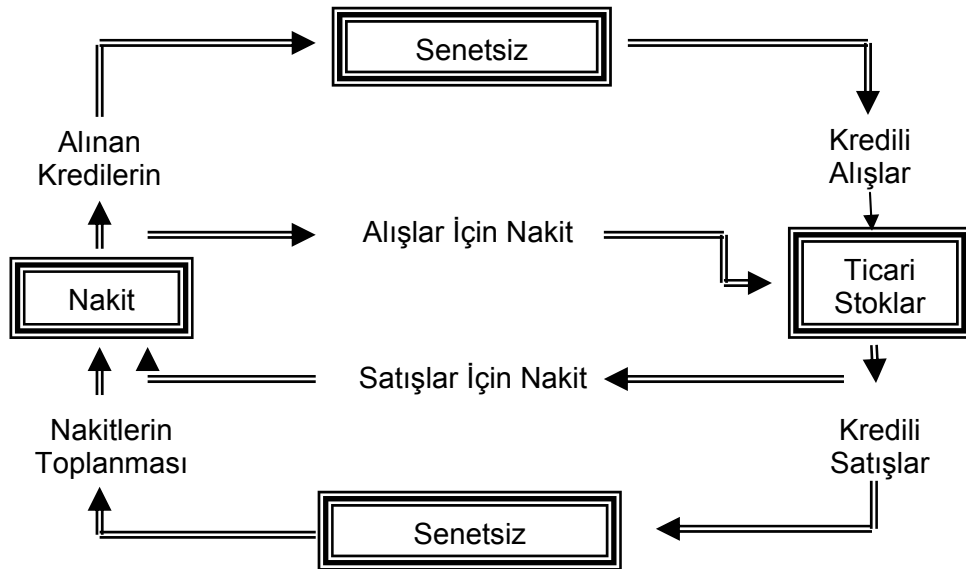 Senetsiz
Alınan
Kredilerin
Kredili
Alışlar
Alışlar İçin Nakit
Nakit
Ticari
Stoklar
Satışlar İçin Nakit
Nakitlerin
Toplanması
Kredili
Satışlar
Senetsiz